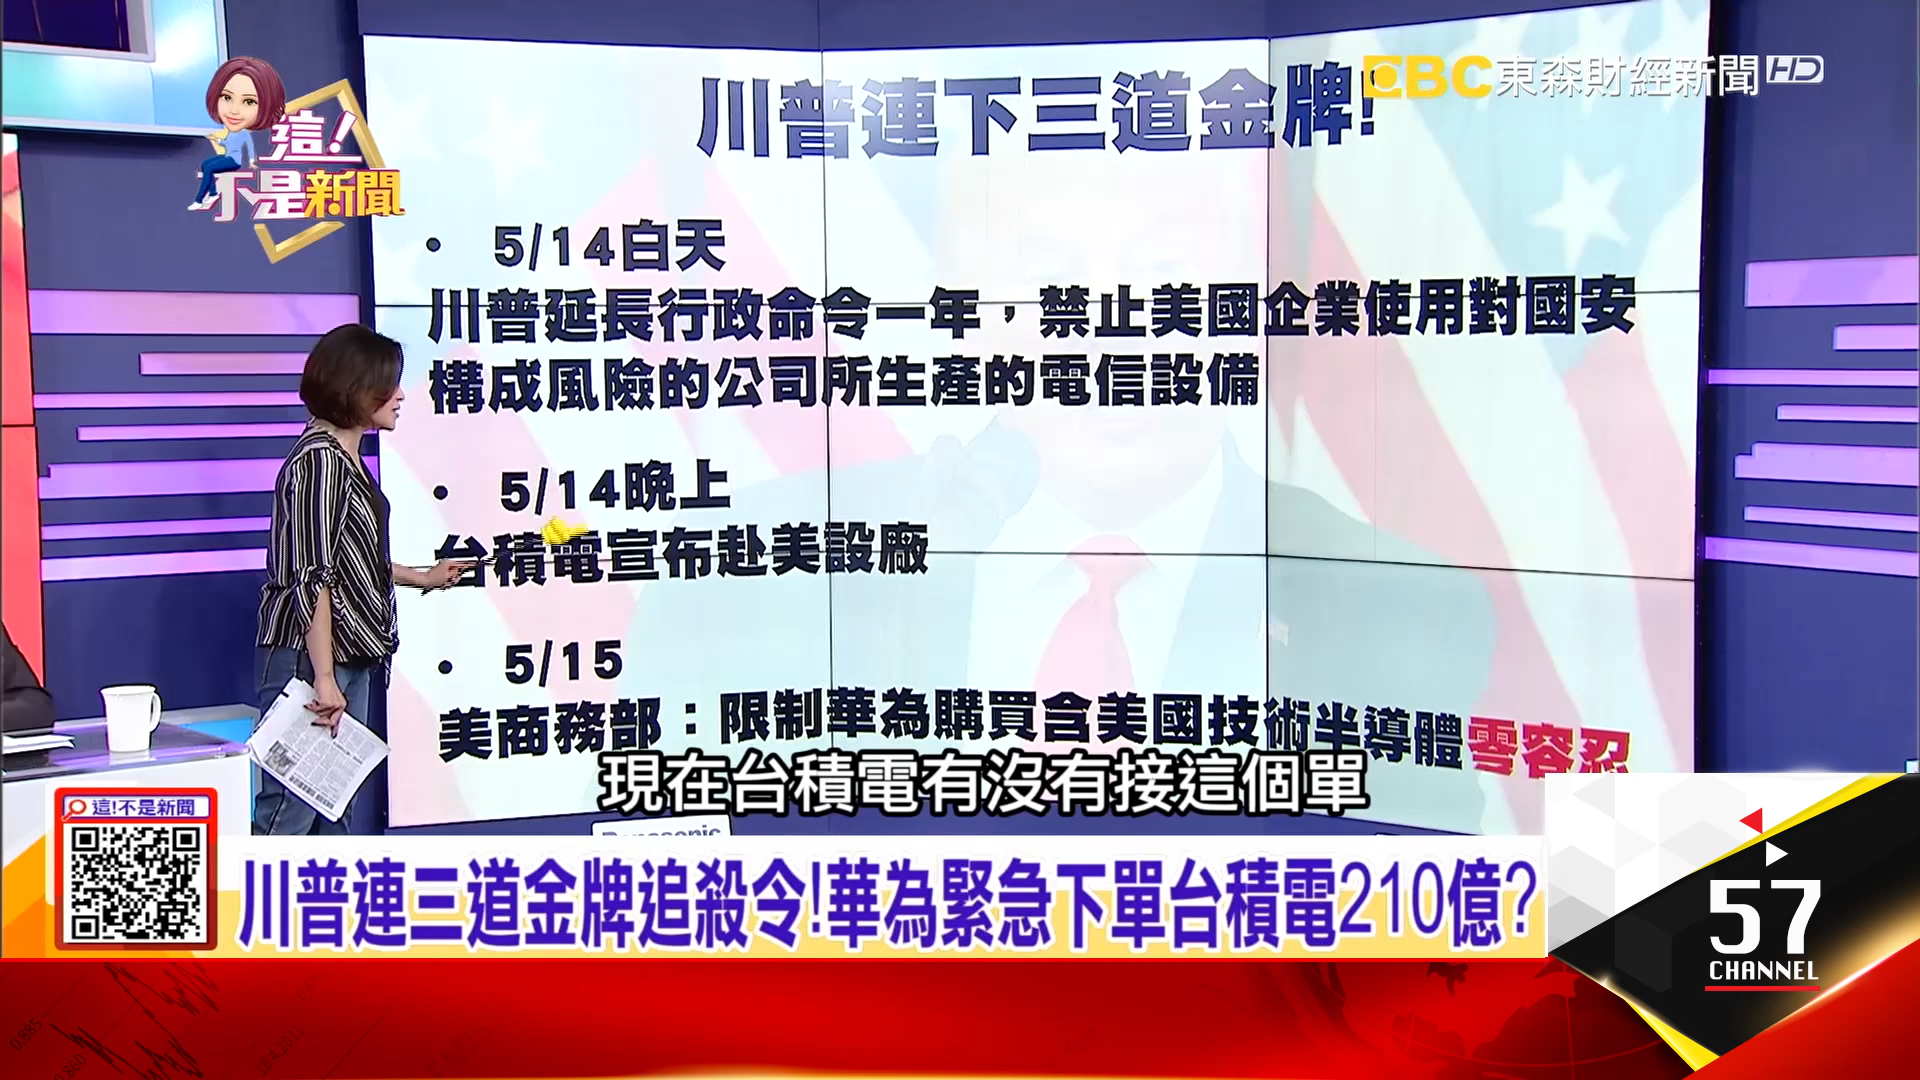 川普連下三道金牌!
EBC東森財經新聞HD
這!
不是新聞
• 5/14白天
川普延長行政命令一年，禁止美國企業使用對國安
構成風險的公司所生產的電信設備
• 5/14晚上
台積電宣布赴美設廠
• 5/15
美商務部：限制華為購買含美國技術半導體零容忍
現在台積電有沒有接這個單
這!不是新聞
Panasonic
川普連三道金牌追殺令!華為緊急下單台積電210億?
57
CHANNEL